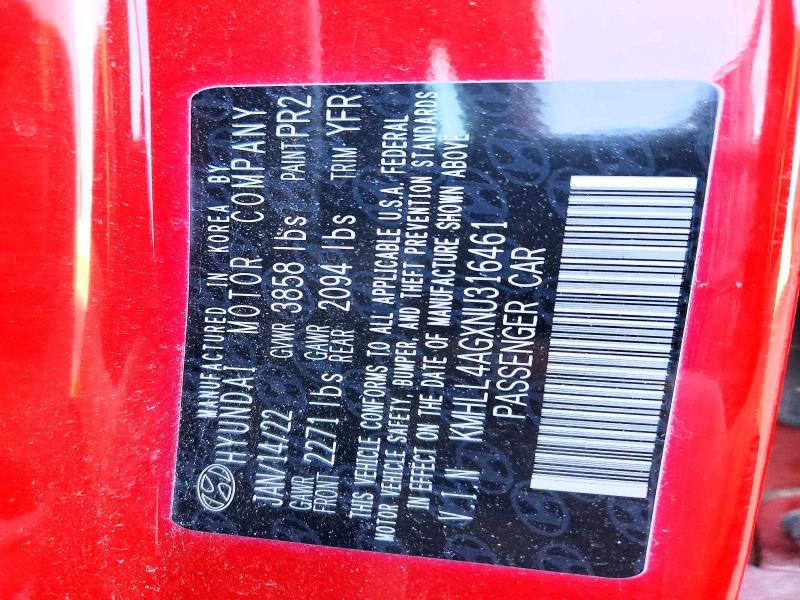 MANUFACTURED IN KOREA BY
HYUNDAI MOTOR COMPANY
JAN/14/22 GVWR 3858 lbs PAINT PR2
GAWR FRONT 2271 lbs GAWR REAR 2094 lbs TRIM YFR
THIS VEHICLE CONFORMS TO ALL APPLICABLE U.S.A. FEDERAL
MOTOR VEHICLE SAFETY, BUMPER, AND THEFT PREVENTION STANDARDS
IN EFFECT ON THE DATE OF MANUFACTURE SHOWN ABOVE
V.I.N KMHLL4AGXNU316461
PASSENGER CAR